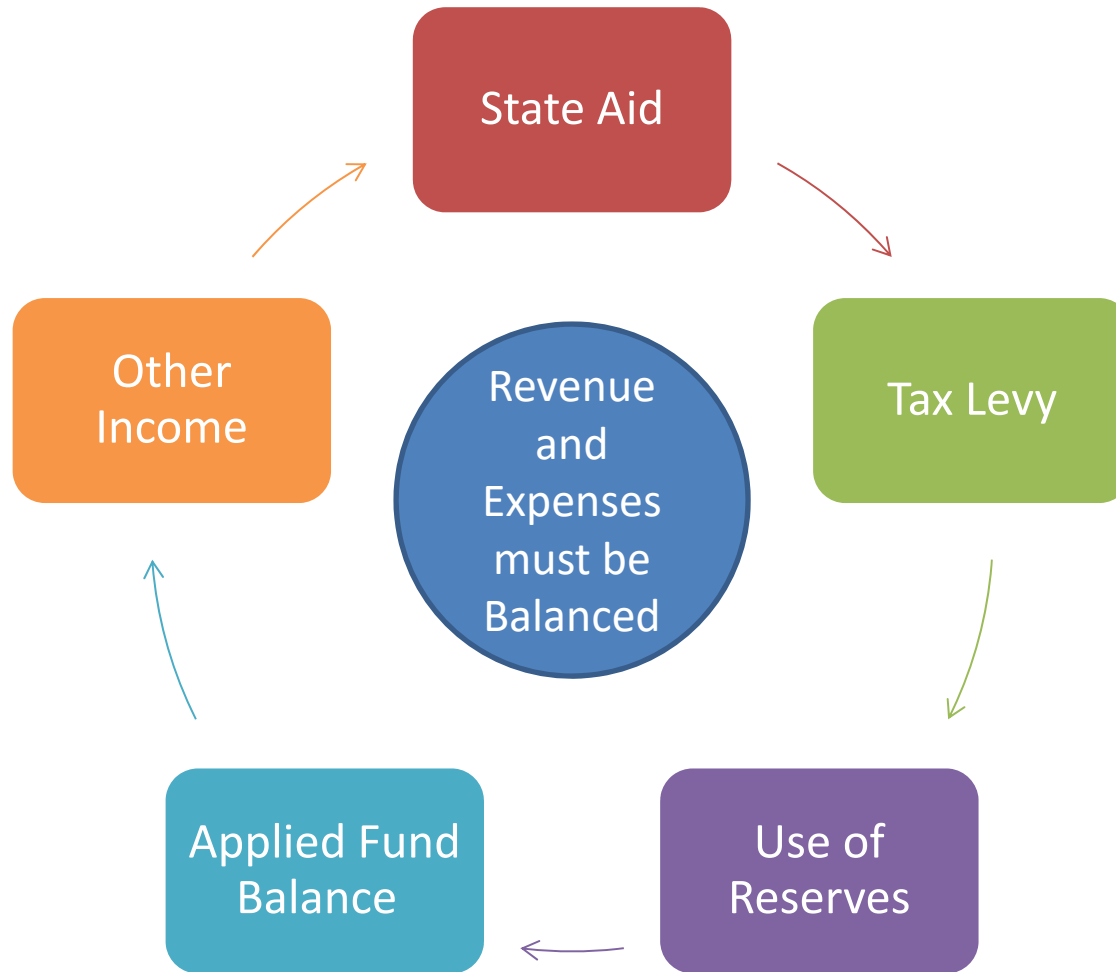 State Aid
Other
Income
Tax Levy
Revenue
and
Expenses
must be
Balanced
Applied Fund
Balance
Use of
Reserves